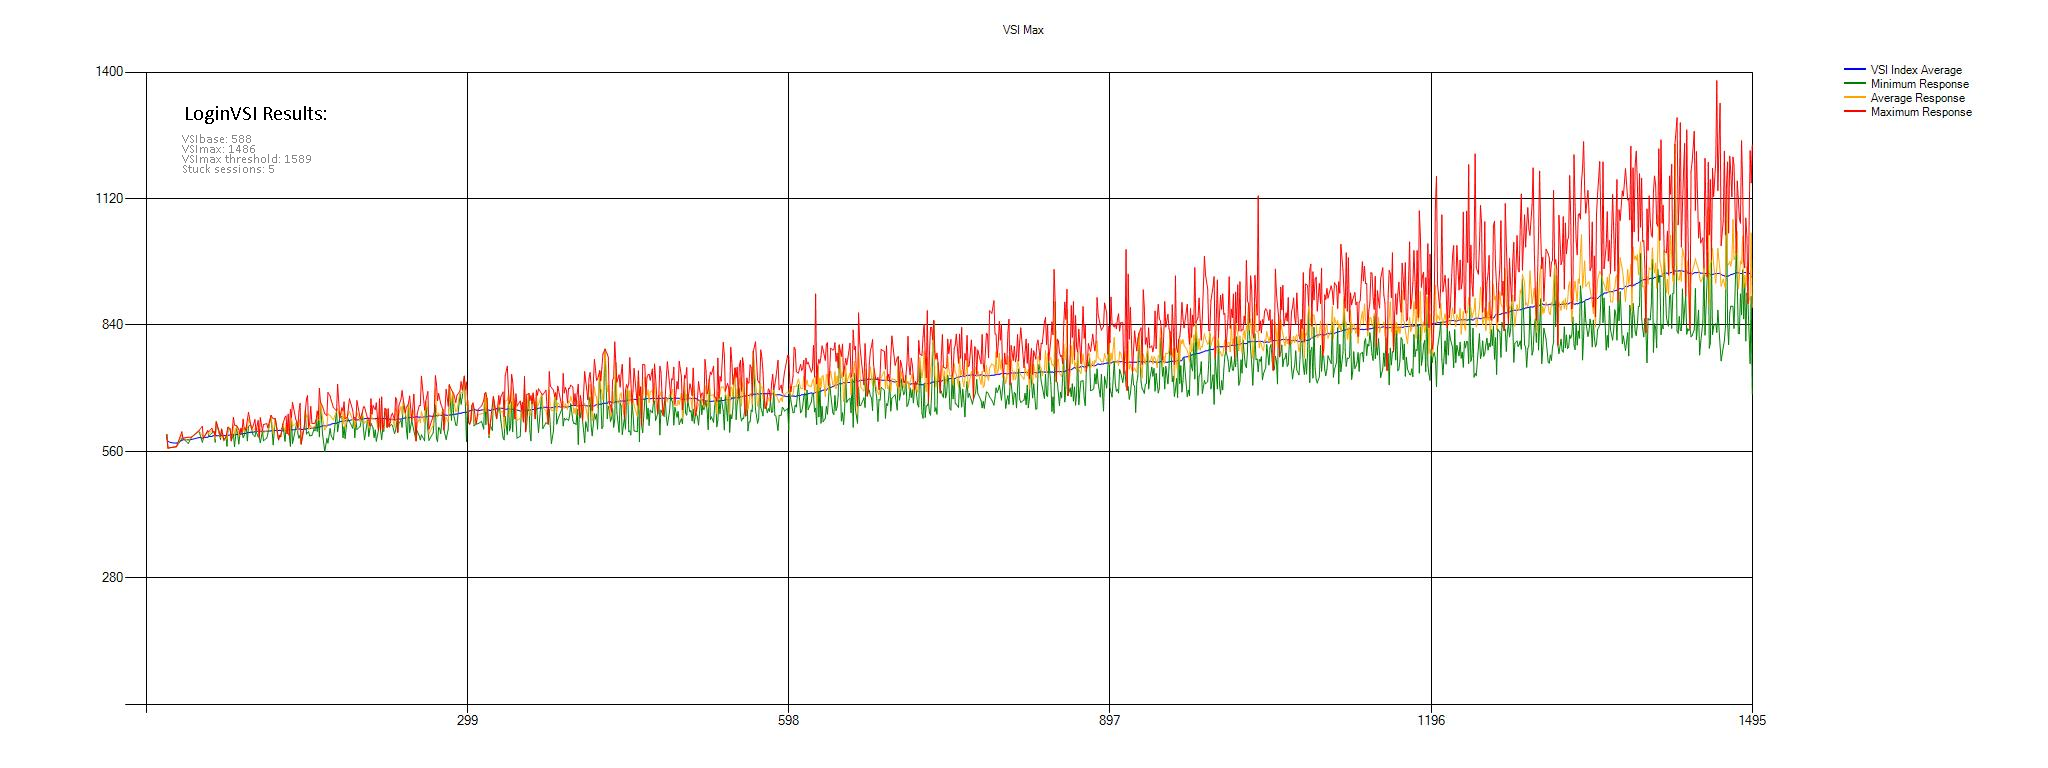 VSI Max
1400
1120
840
560
280
LoginVSI Results:
VSIbase: 588
VSImax: 1486
VSImax threshold: 1589
Stuck sessions: 5
VSI Index Average
Minimum Response
Average Response
Maximum Response
299
598
897
1196
1495